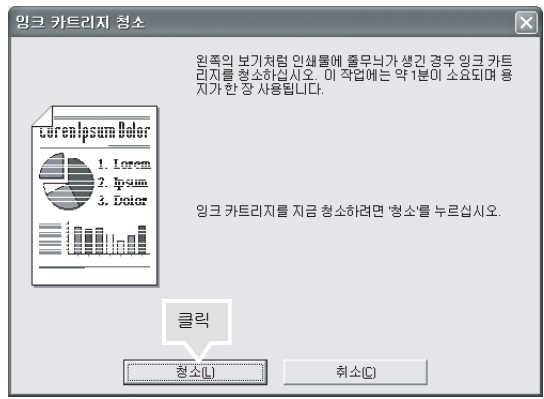 잉크 카트리지 청소
왼쪽의 보기처럼 인쇄물에 줄무늬가 생긴 경우 잉크 카트
리지를 청소하십시오. 이 작업에는 약 1분이 소요되며 용
지가 한 장 사용됩니다.
Lorem Ipsum Dolor
1. Lorem
2. Ipsum
3. Dolor
잉크 카트리지를 지금 청소하려면 '청소'를 누르십시오.
클릭
청소(L)
취소(C)